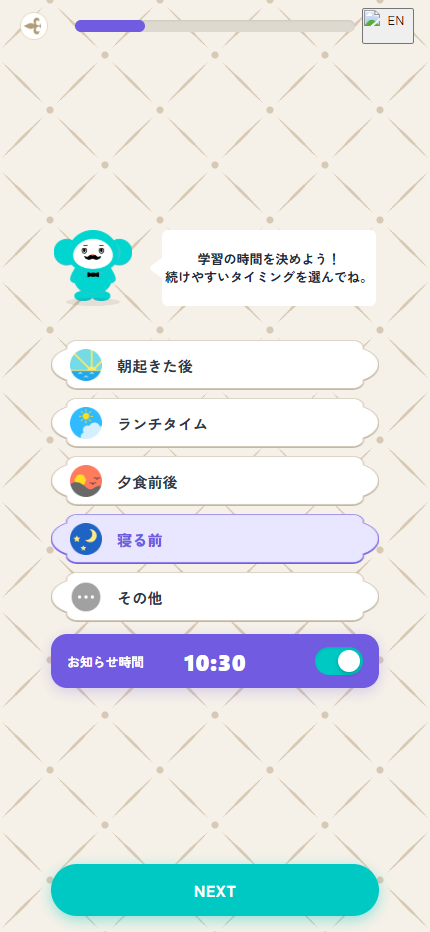 EN
学習の時間を決めよう！
続けやすいタイミングを選んでね。
朝起きた後
ランチタイム
夕食前後
寝る前
その他
お知らせ時間 10:30
NEXT